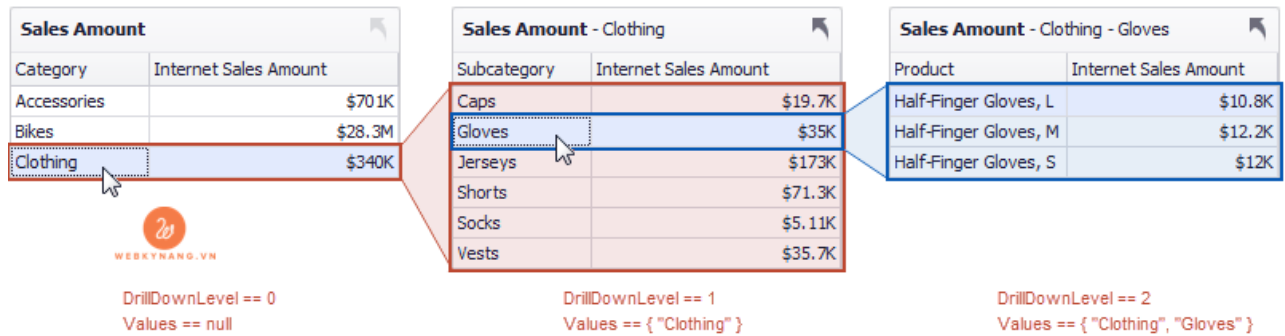 Sales Amount
Category Internet Sales Amount
Accessories $701K
Bikes $28.3M
Clothing $340K
WEBKYNANG.VN
DrillDownLevel == 0
Values == null
Sales Amount - Clothing
Subcategory Internet Sales Amount
Caps $19.7K
Gloves $35K
Jerseys $173K
Shorts $71.3K
Socks $5.11K
Vests $35.7K
DrillDownLevel == 1
Values == { "Clothing" }
Sales Amount - Clothing - Gloves
Product Internet Sales Amount
Half-Finger Gloves, L $10.8K
Half-Finger Gloves, M $12.2K
Half-Finger Gloves, S $12K
DrillDownLevel == 2
Values == { "Clothing", "Gloves" }